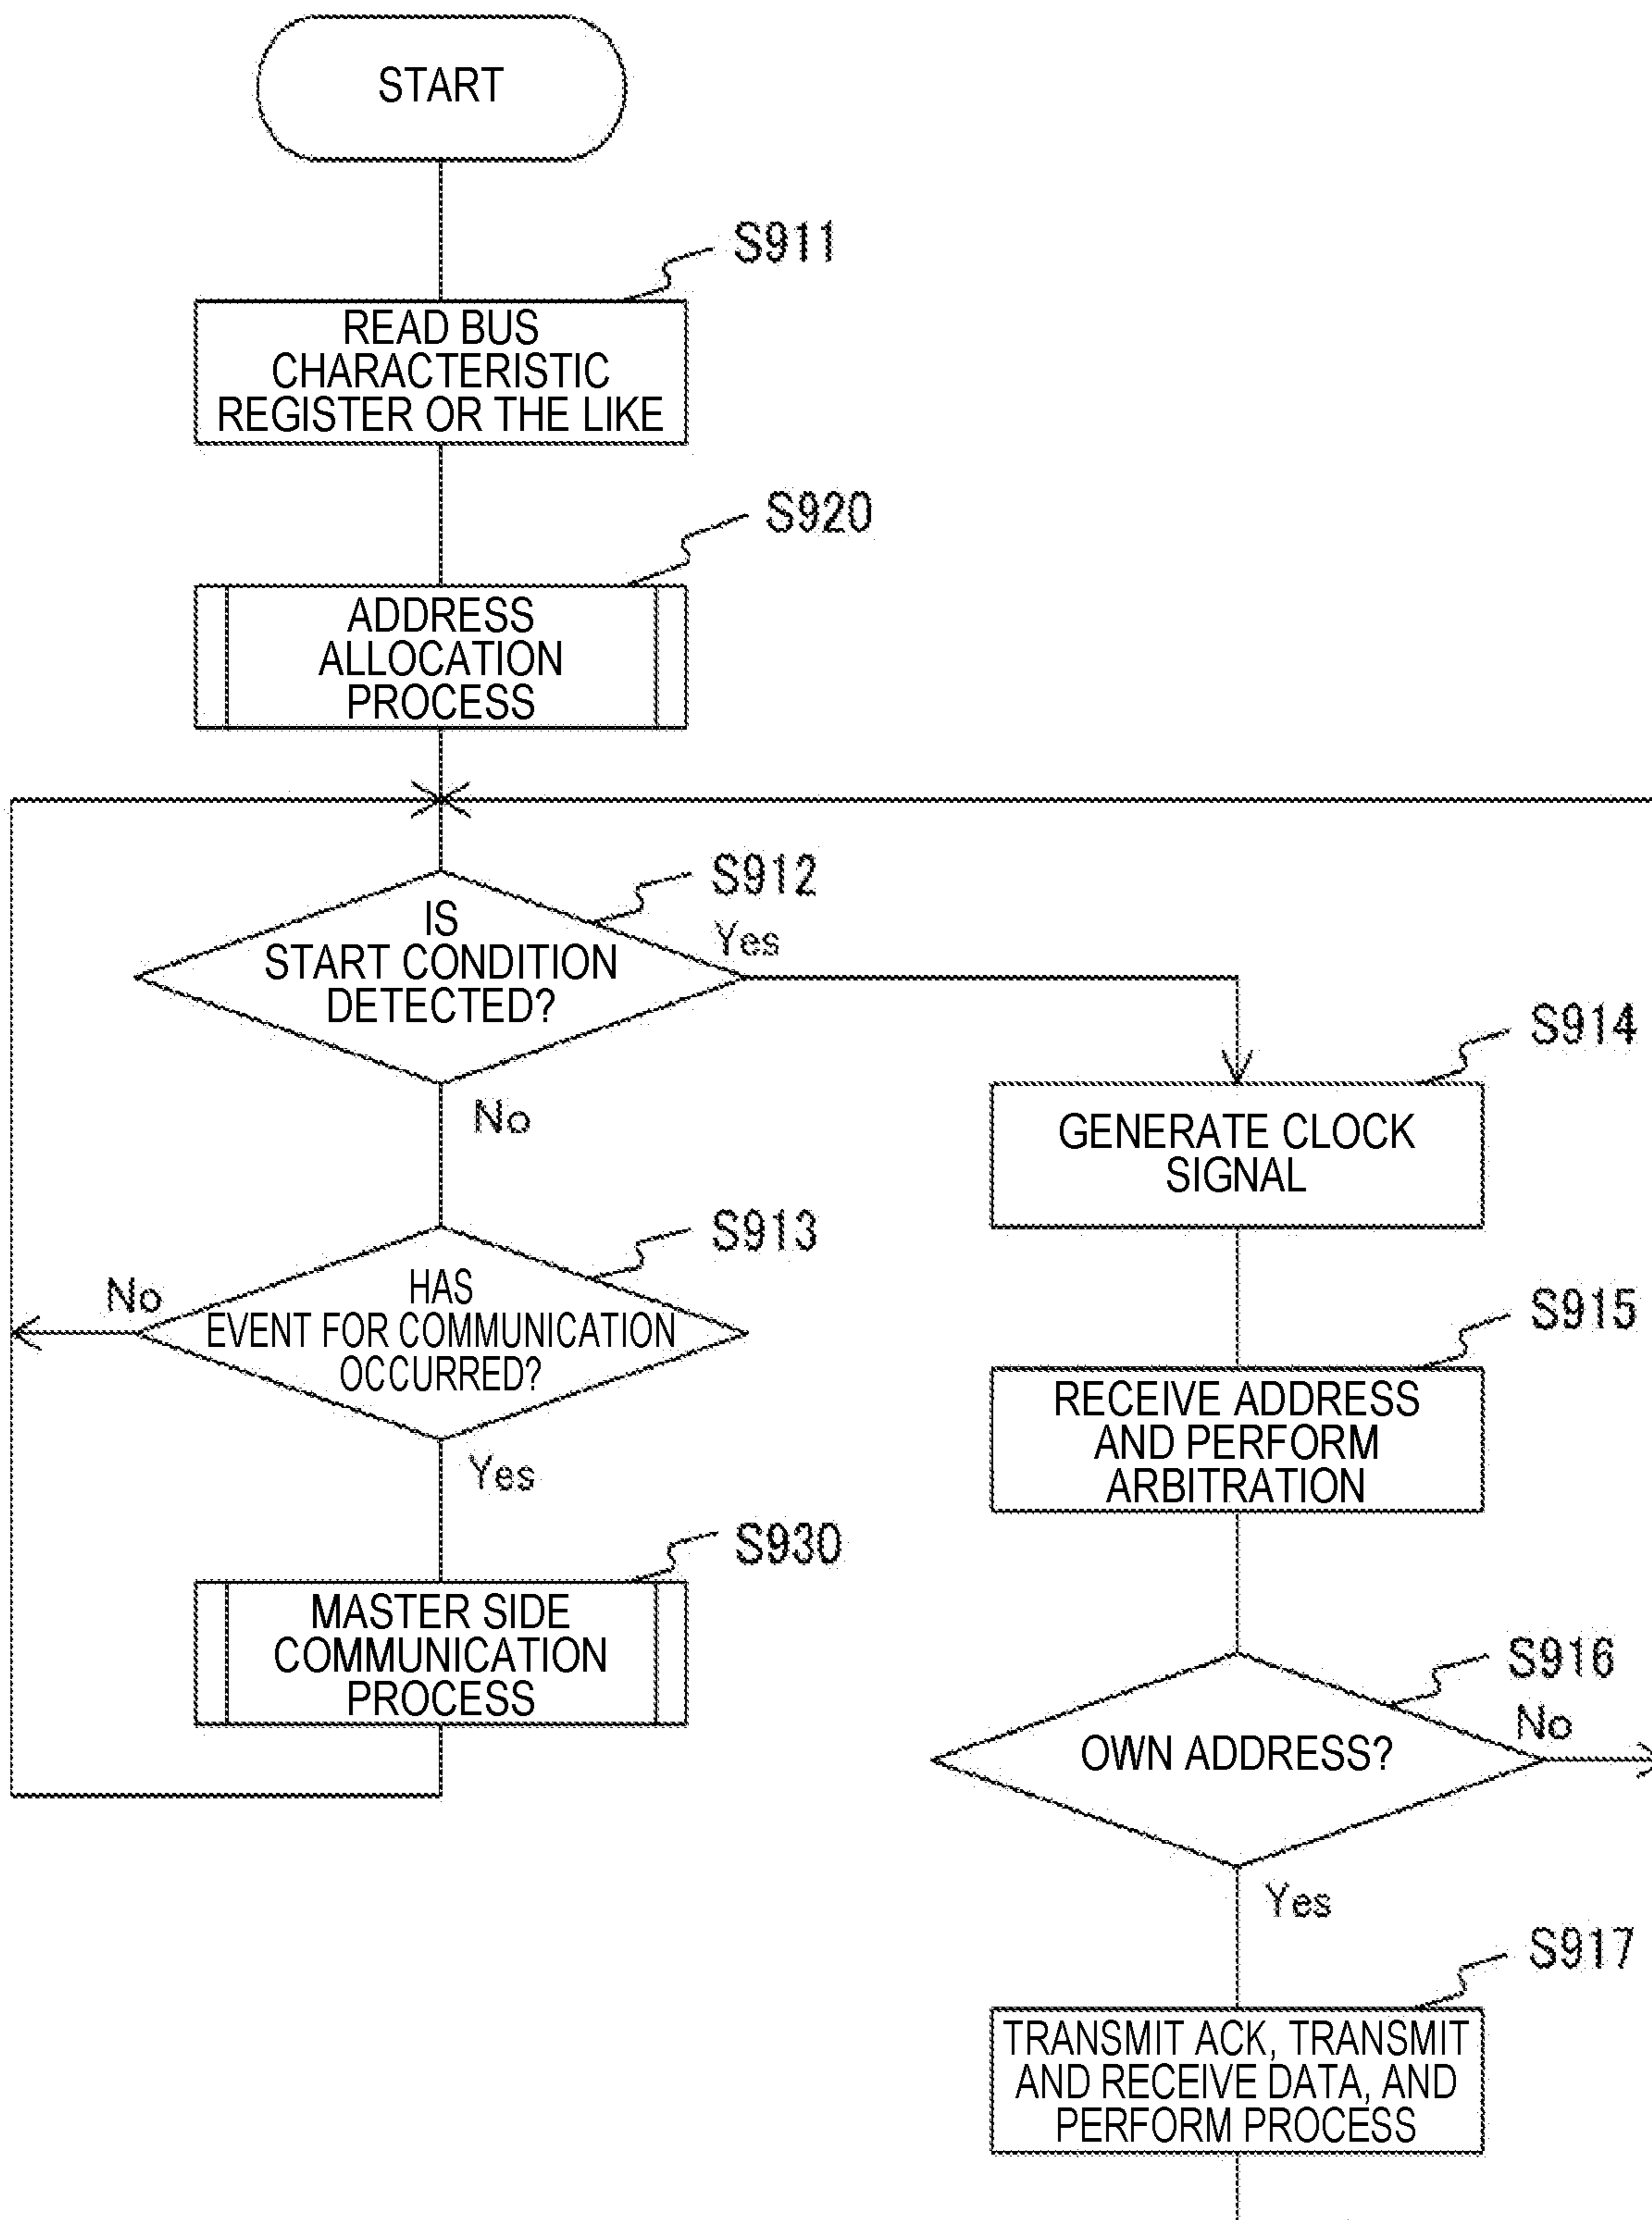 START
S911
READ BUS
CHARACTERISTIC
REGISTER OR THE LIKE
S920
ADDRESS
ALLOCATION
PROCESS
S912
IS
START CONDITION
DETECTED?
Yes
No
S913
HAS
EVENT FOR COMMUNICATION
OCCURRED?
No
Yes
S930
MASTER SIDE
COMMUNICATION
PROCESS
S914
GENERATE CLOCK
SIGNAL
S915
RECEIVE ADDRESS
AND PERFORM
ARBITRATION
S916
OWN ADDRESS?
No
Yes
S917
TRANSMIT ACK, TRANSMIT
AND RECEIVE DATA, AND
PERFORM PROCESS